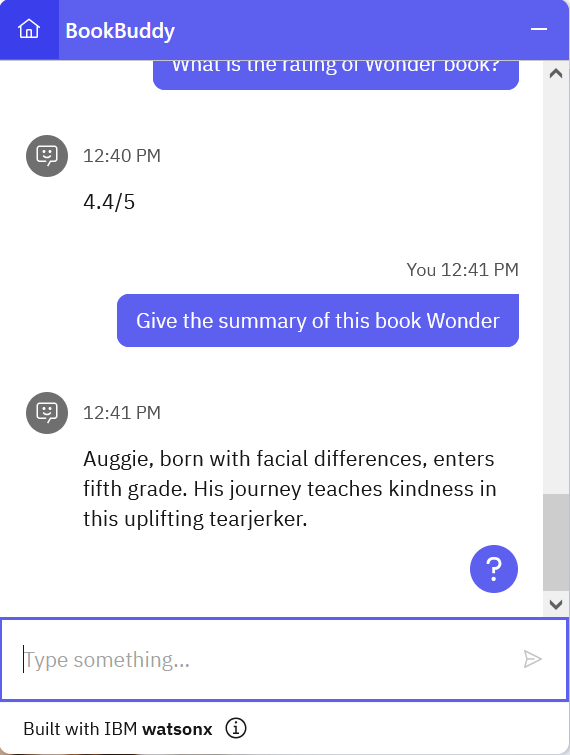 BookBuddy
What is the rating of Wonder book?
12:40 PM
4.4/5
You 12:41 PM
Give the summary of this book Wonder
12:41 PM
Auggie, born with facial differences, enters
fifth grade. His journey teaches kindness in
this uplifting tearjerker.
?
Type something...
Built with IBM watsonx